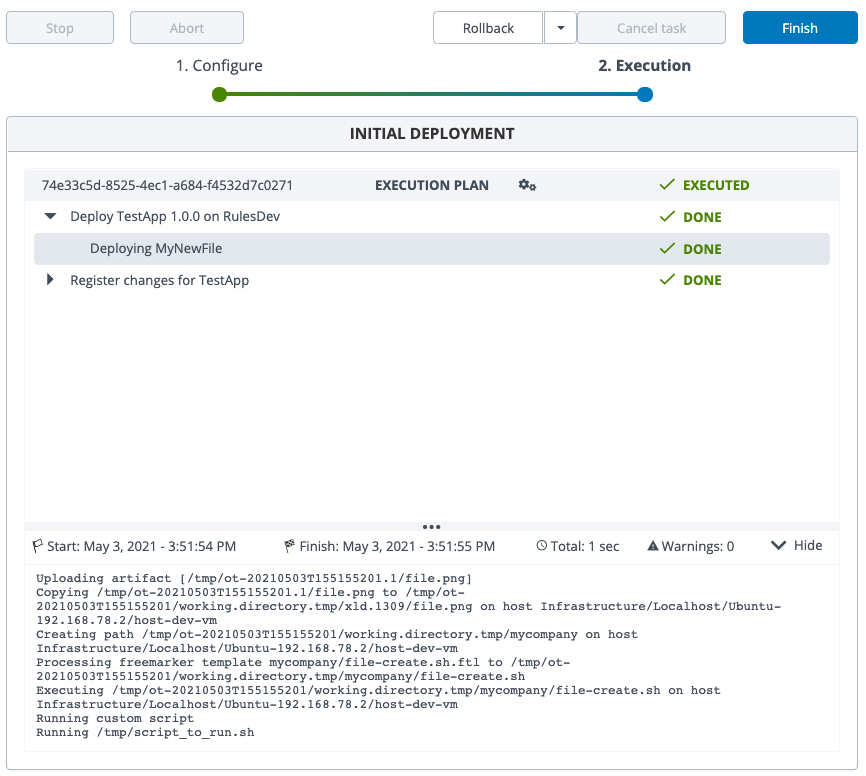 Stop Abort Rollback Cancel task Finish
1. Configure 2. Execution
INITIAL DEPLOYMENT
74e33c5d-8525-4ec1-a684-f4532d7c0271 EXECUTION PLAN EXECUTED
Deploy TestApp 1.0.0 on RulesDev DONE
Deploying MyNewFile DONE
Register changes for TestApp DONE
Start: May 3, 2021 - 3:51:54 PM Finish: May 3, 2021 - 3:51:55 PM Total: 1 sec Warnings: 0 Hide
Uploading artifact [/tmp/ot-20210503T155155201.1/file.png]
Copying /tmp/ot-20210503T155155201.1/file.png to /tmp/ot-
20210503T155155201/working.directory.tmp/xld.1309/file.png on host Infrastructure/Localhost/Ubuntu-
192.168.78.2/host-dev-vm
Creating path /tmp/ot-20210503T155155201/working.directory.tmp/mycompany on host
Infrastructure/Localhost/Ubuntu-192.168.78.2/host-dev-vm
Processing freemarker template mycompany/file-create.sh.ftl to /tmp/ot-
20210503T155155201/working.directory.tmp/mycompany/file-create.sh
Executing /tmp/ot-20210503T155155201/working.directory.tmp/mycompany/file-create.sh on host
Infrastructure/Localhost/Ubuntu-192.168.78.2/host-dev-vm
Running custom script
Running /tmp/script_to_run.sh